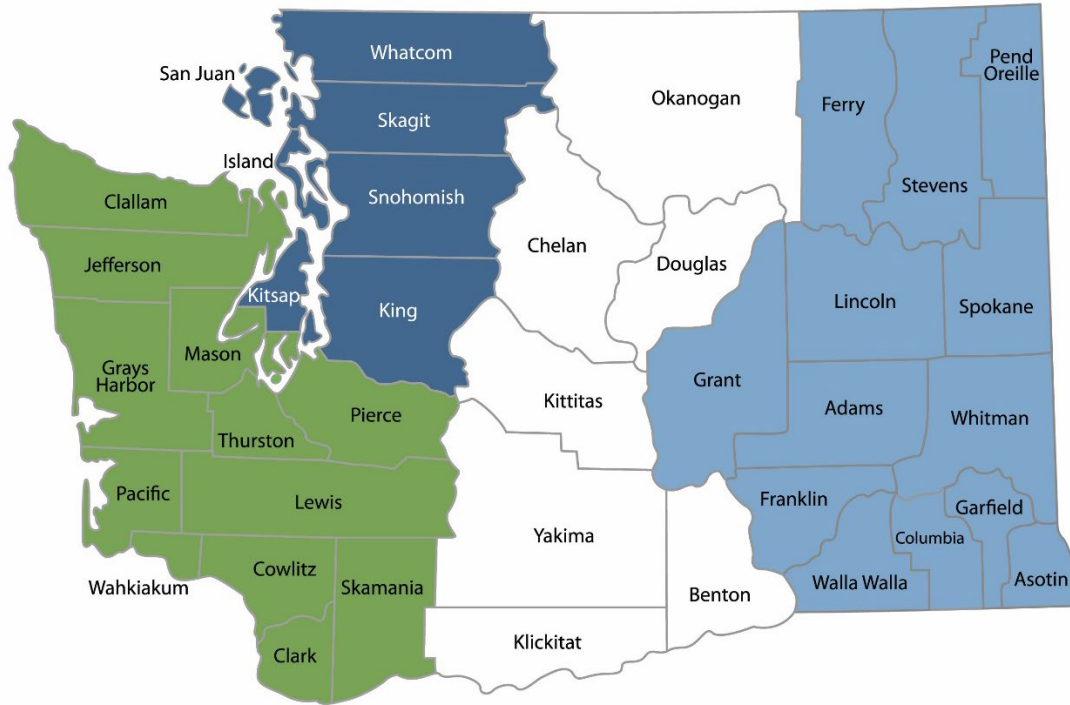 Whatcom
San Juan
Pend
Oreille
Okanogan
Ferry
Skagit
Island
Stevens
Snohomish
Clallam
Chelan
Jefferson
Douglas
Kitsap
Lincoln
Spokane
King
Mason
Grays
Harbor
Grant
Kittitas
Adams
Pierce
Whitman
Thurston
Pacific
Lewis
Franklin
Garfield
Yakima
Columbia
Cowlitz
Wahkiakum
Skamania
Walla Walla
Asotin
Benton
Klickitat
Clark